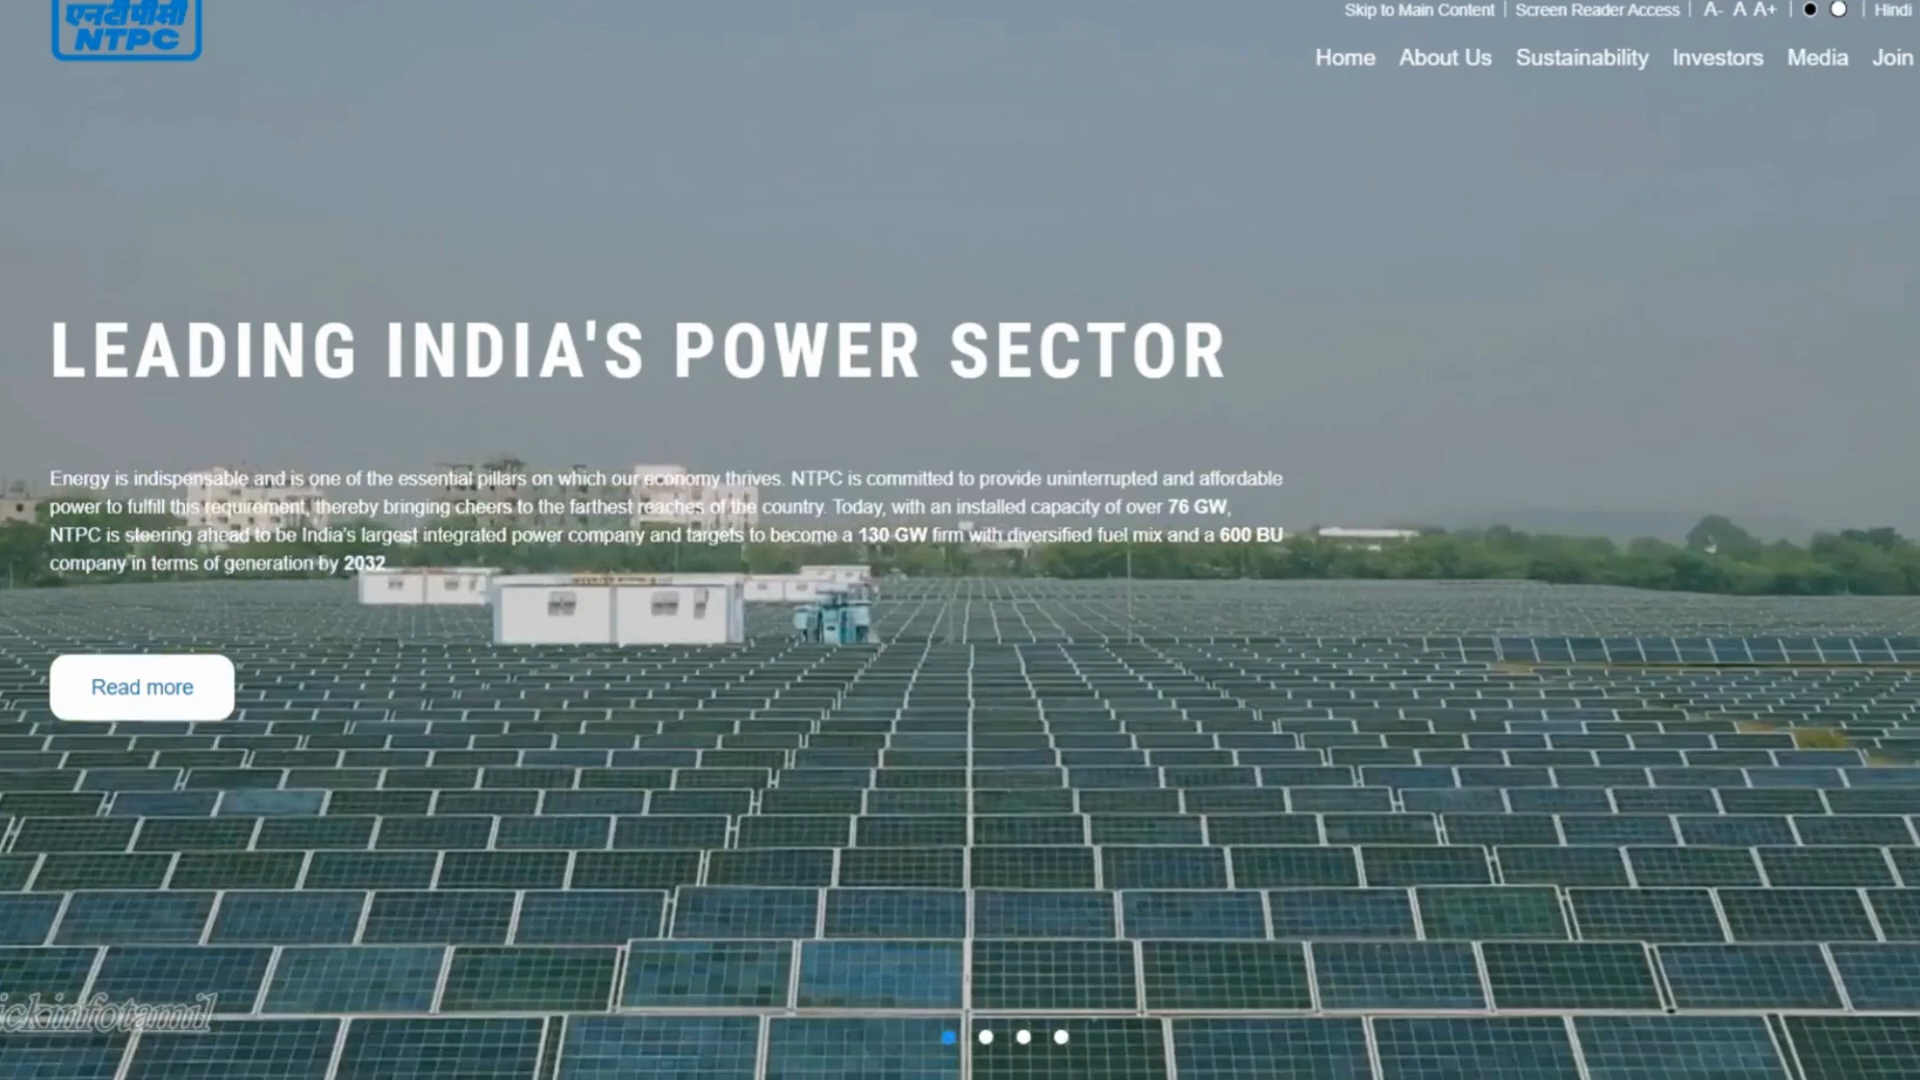 एनटीपीसी
NTPC
Skip to Main Content | Screen Reader Access | A- A A+ | | Hindi
Home About Us Sustainability Investors Media Join
LEADING INDIA'S POWER SECTOR
Energy is indispensable and is one of the essential pillars on which our economy thrives. NTPC is committed to provide uninterrupted and affordable
power to fulfill this requirement, thereby bringing cheers to the farthest reaches of the country. Today, with an installed capacity of over 76 GW,
NTPC is steering ahead to be India's largest integrated power company and targets to become a 130 GW firm with diversified fuel mix and a 600 BU
company in terms of generation by 2032
Read more
ickinfotamil